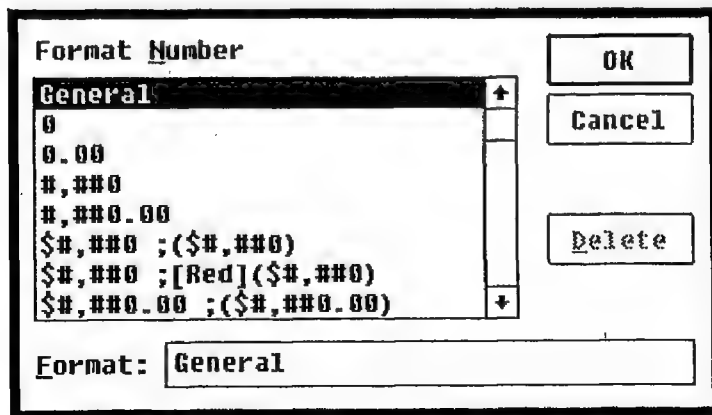 Format Number
General
0
0.00
#,##0
#,##0.00
$#,##0 ;($#,##0)
$#,##0 ;[Red]($#,##0)
$#,##0.00 ;($#,##0.00)
Format: General
OK
Cancel
Delete